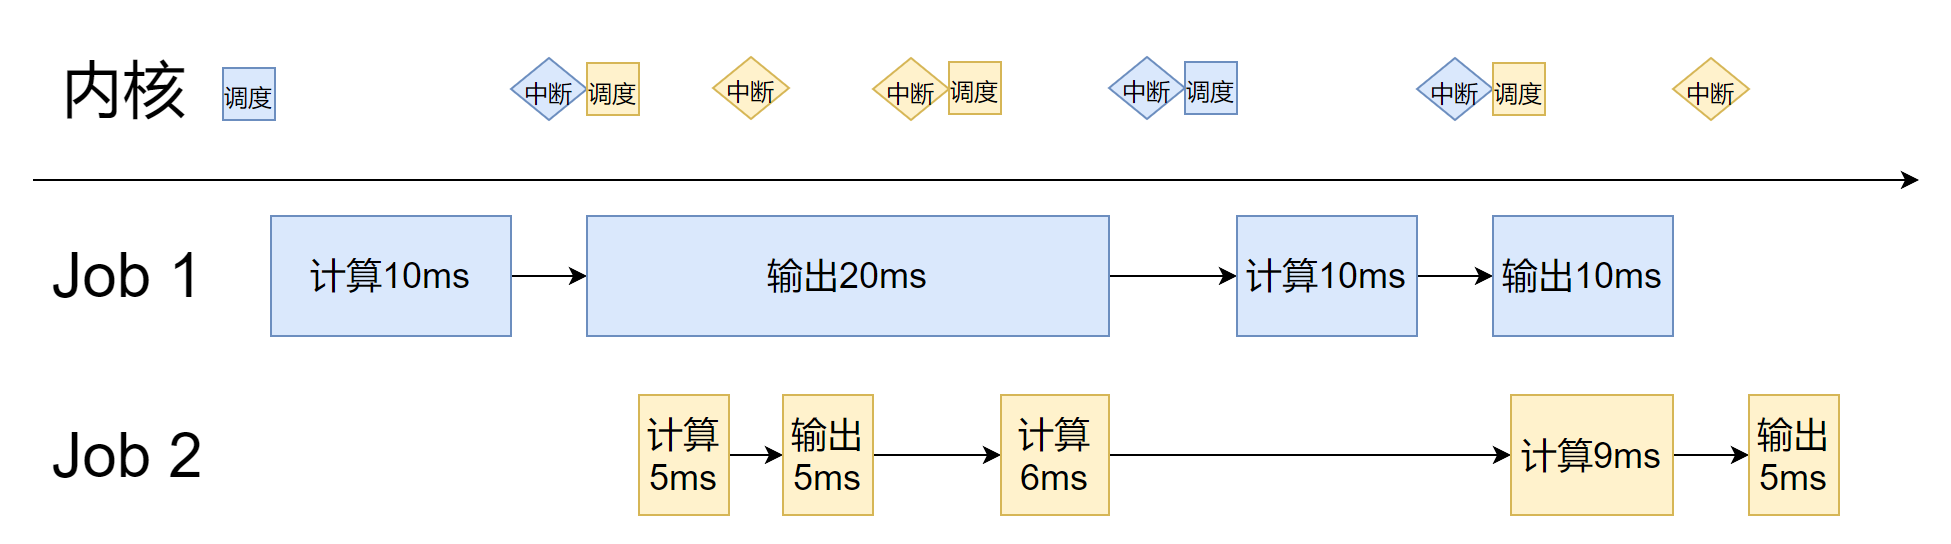 内核
调度
中断
调度
中断
中断
调度
中断
调度
中断
调度
中断
Job 1
计算10ms
输出20ms
计算10ms
输出10ms
Job 2
计算
5ms
输出
5ms
计算
6ms
计算9ms
输出
5ms